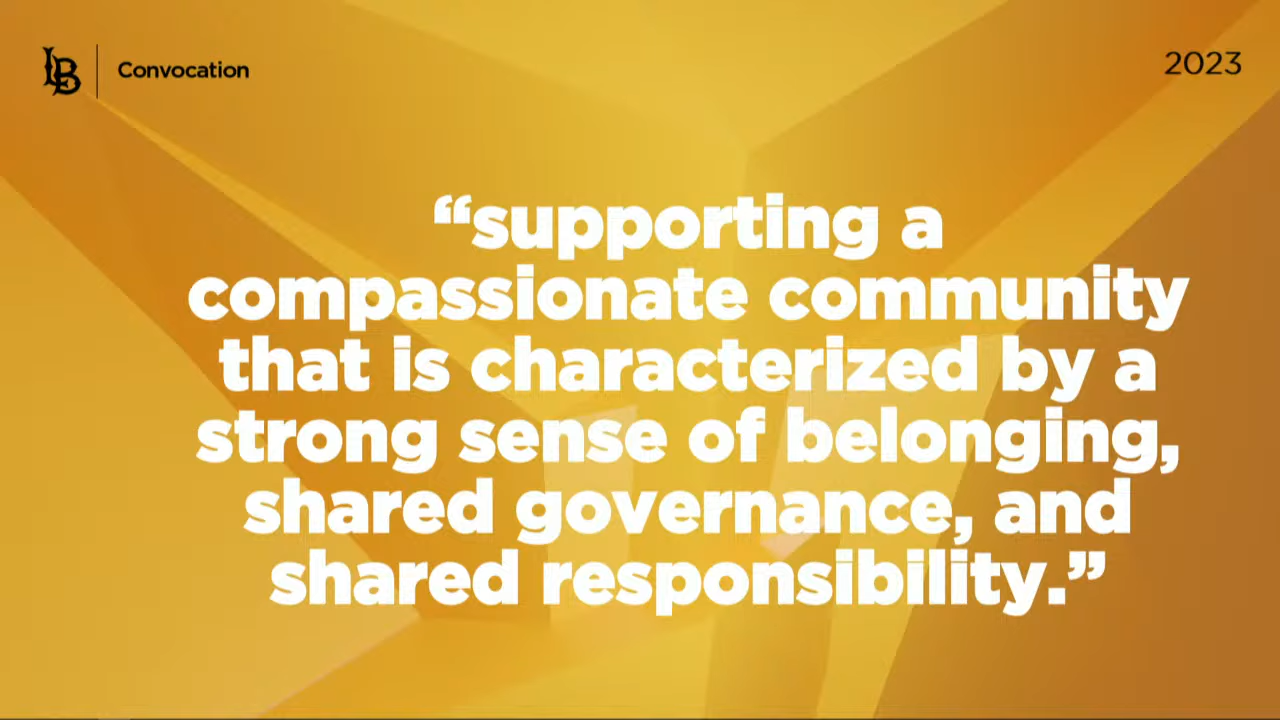 LB
Convocation
2023
“supporting a
compassionate community
that is characterized by a
strong sense of belonging,
shared governance, and
shared responsibility.”